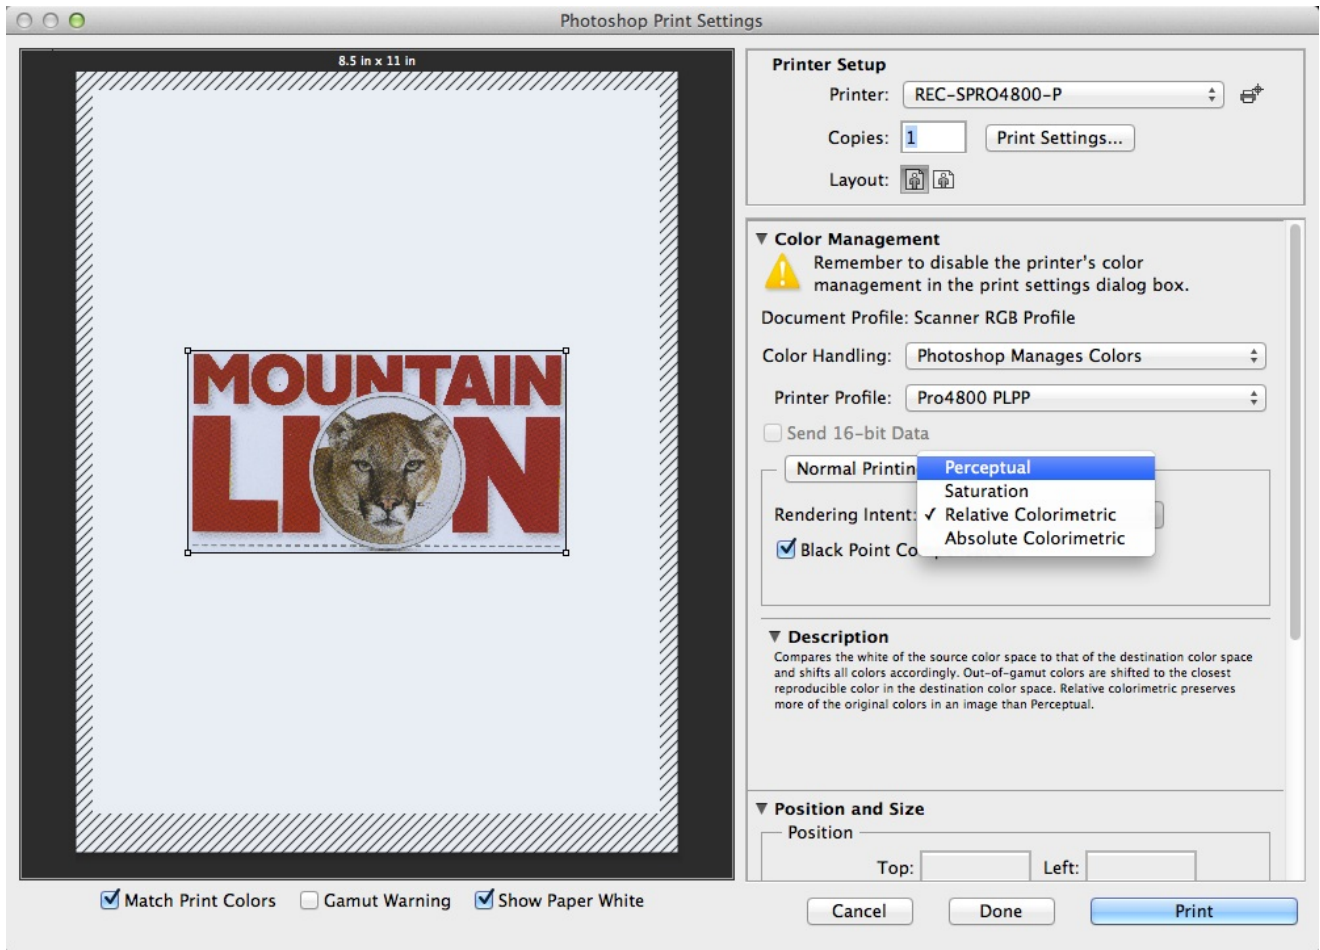 Photoshop Print Settings
8.5 in x 11 in
MOUNTAIN
LION
Match Print Colors
Gamut Warning
Show Paper White
Printer Setup
Printer: REC-SPRO4800-P
Copies: 1 Print Settings...
Layout:
Color Management
Remember to disable the printer's color
management in the print settings dialog box.
Document Profile: Scanner RGB Profile
Color Handling: Photoshop Manages Colors
Printer Profile: Pro4800 PLPP
Send 16-bit Data
Normal Printin
Perceptual
Saturation
Rendering Intent: ✓ Relative Colorimetric
Absolute Colorimetric
Black Point Co
Description
Compares the white of the source color space to that of the destination color space
and shifts all colors accordingly. Out-of-gamut colors are shifted to the closest
reproducible color in the destination color space. Relative colorimetric preserves
more of the original colors in an image than Perceptual.
Position and Size
Position
Top: Left:
Cancel Done Print